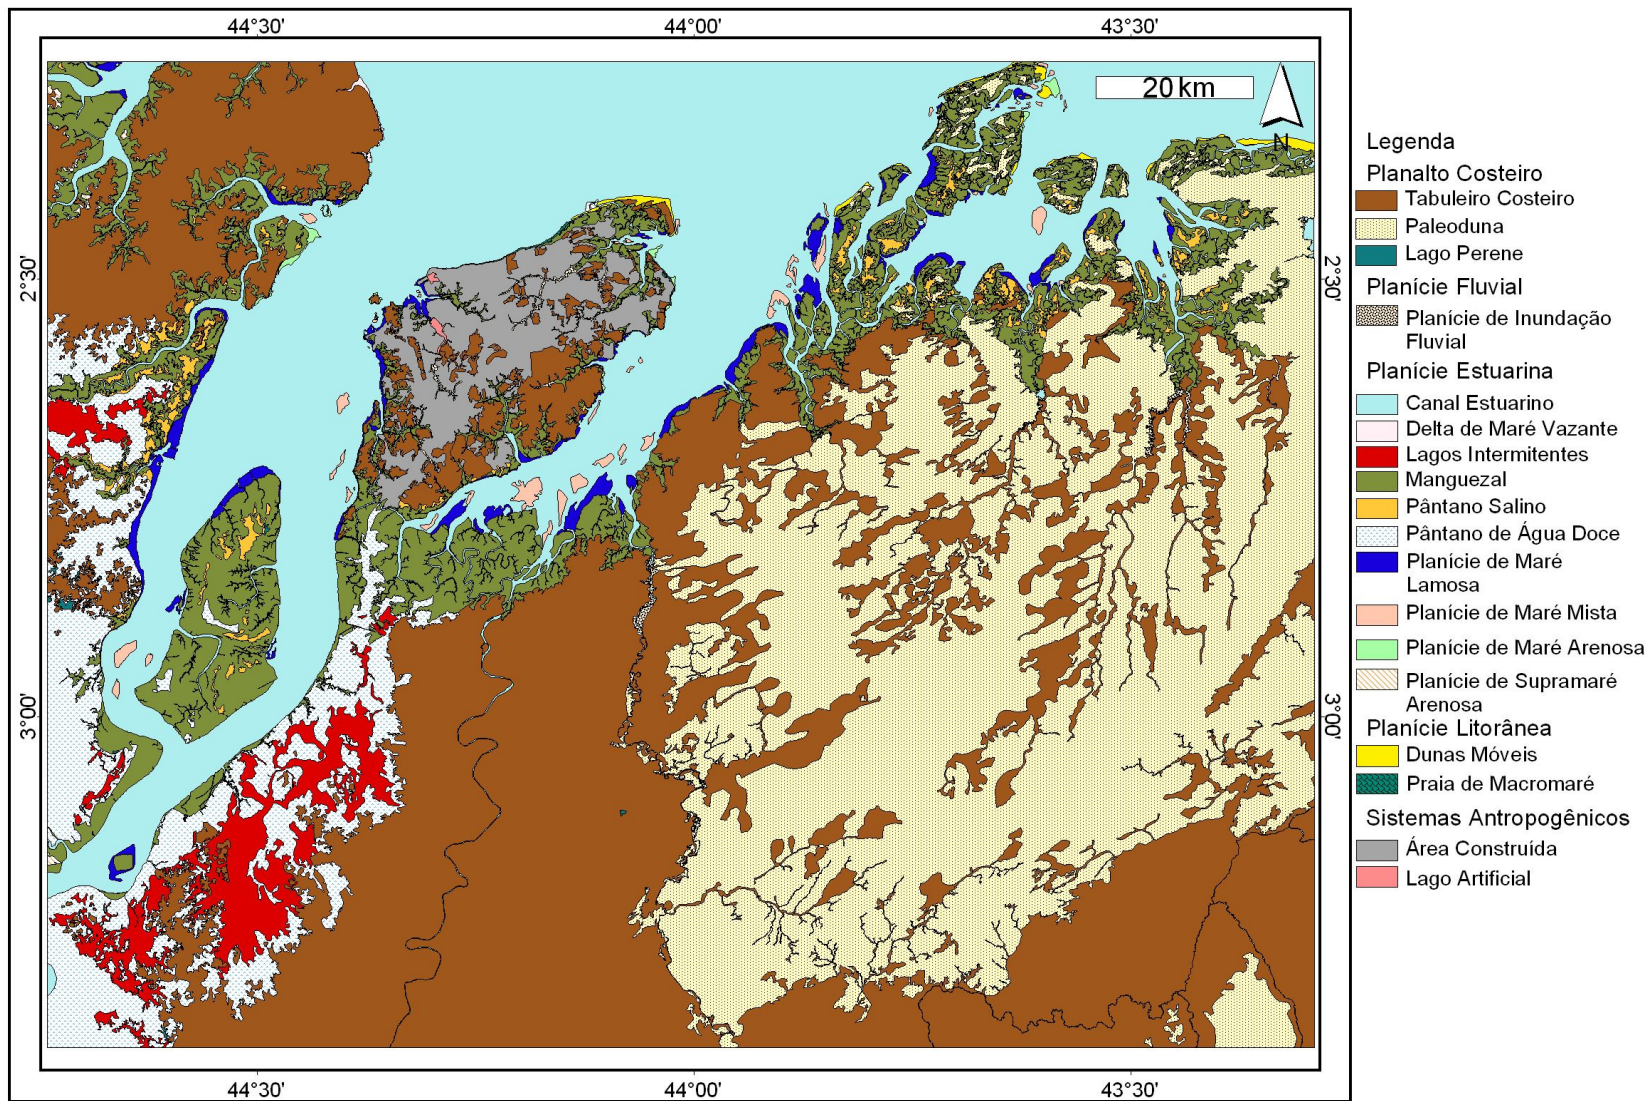 44°30' 44°00' 43°30'
20 km
N
2°30' 2°30'
3°00' 3°00'
44°30' 44°00' 43°30'
Legenda
Planalto Costeiro
Tabuleiro Costeiro
Paleoduna
Lago Perene
Planície Fluvial
Planície de Inundação
Fluvial
Planície Estuarina
Canal Estuarino
Delta de Maré Vazante
Lagos Intermitentes
Manguezal
Pântano Salino
Pântano de Água Doce
Planície de Maré
Lamosa
Planície de Maré Mista
Planície de Maré Arenosa
Planície de Supramaré
Arenosa
Planície Litorânea
Dunas Móveis
Praia de Macromaré
Sistemas Antropogênicos
Área Construída
Lago Artificial